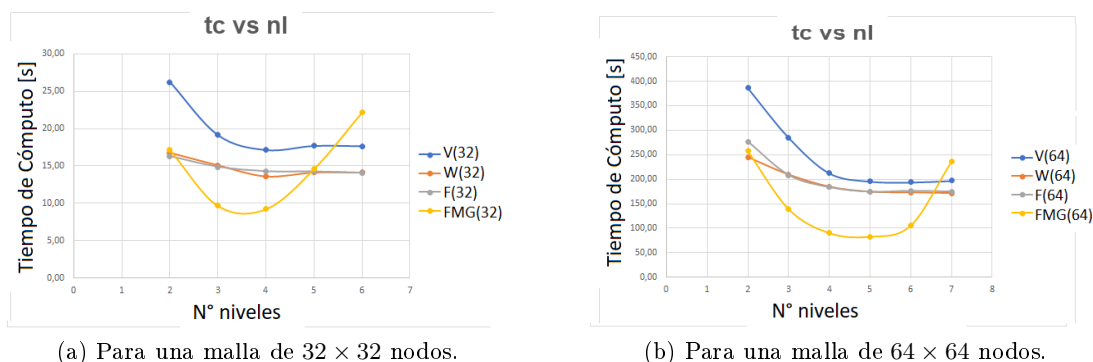 tc vs nl
Tiempo de Cómputo [s]
30,00
25,00
20,00
15,00
10,00
5,00
0,00
0 1 2 3 4 5 6 7
N° niveles
V(32)
W(32)
F(32)
FMG(32)
(a) Para una malla de 32 × 32 nodos.
tc vs nl
Tiempo de Cómputo [s]
450,00
400,00
350,00
300,00
250,00
200,00
150,00
100,00
50,00
0,00
0 1 2 3 4 5 6 7 8
N° niveles
V(64)
W(64)
F(64)
FMG(64)
(b) Para una malla de 64 × 64 nodos.